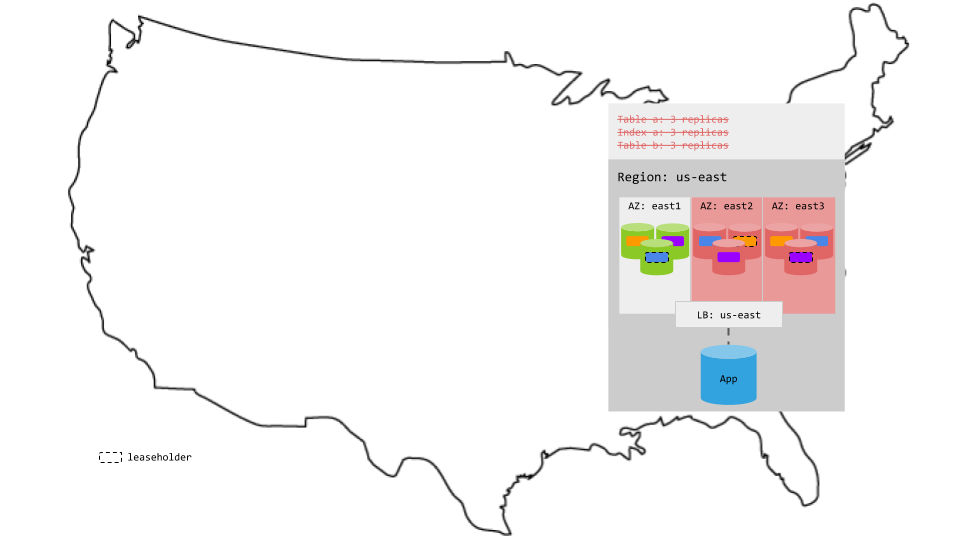 Table a: 3 replicas
Index a: 3 replicas
Table b: 3 replicas
Region: us-east
AZ: east1
AZ: east2
AZ: east3
LB: us-east
App
leaseholder